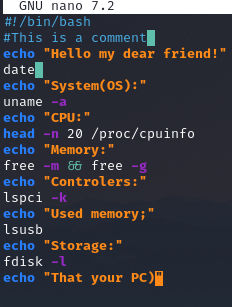 GNU nano 7.2
#!/bin/bash
#This is a comment
echo "Hello my dear friend!"
date
echo "System(OS):"
uname -a
echo "CPU:"
head -n 20 /proc/cpuinfo
echo "Memory:"
free -m && free -g
echo "Controlers:"
lspci -k
echo "Used memory;"
lsusb
echo "Storage:"
fdisk -l
echo "That your PC)"